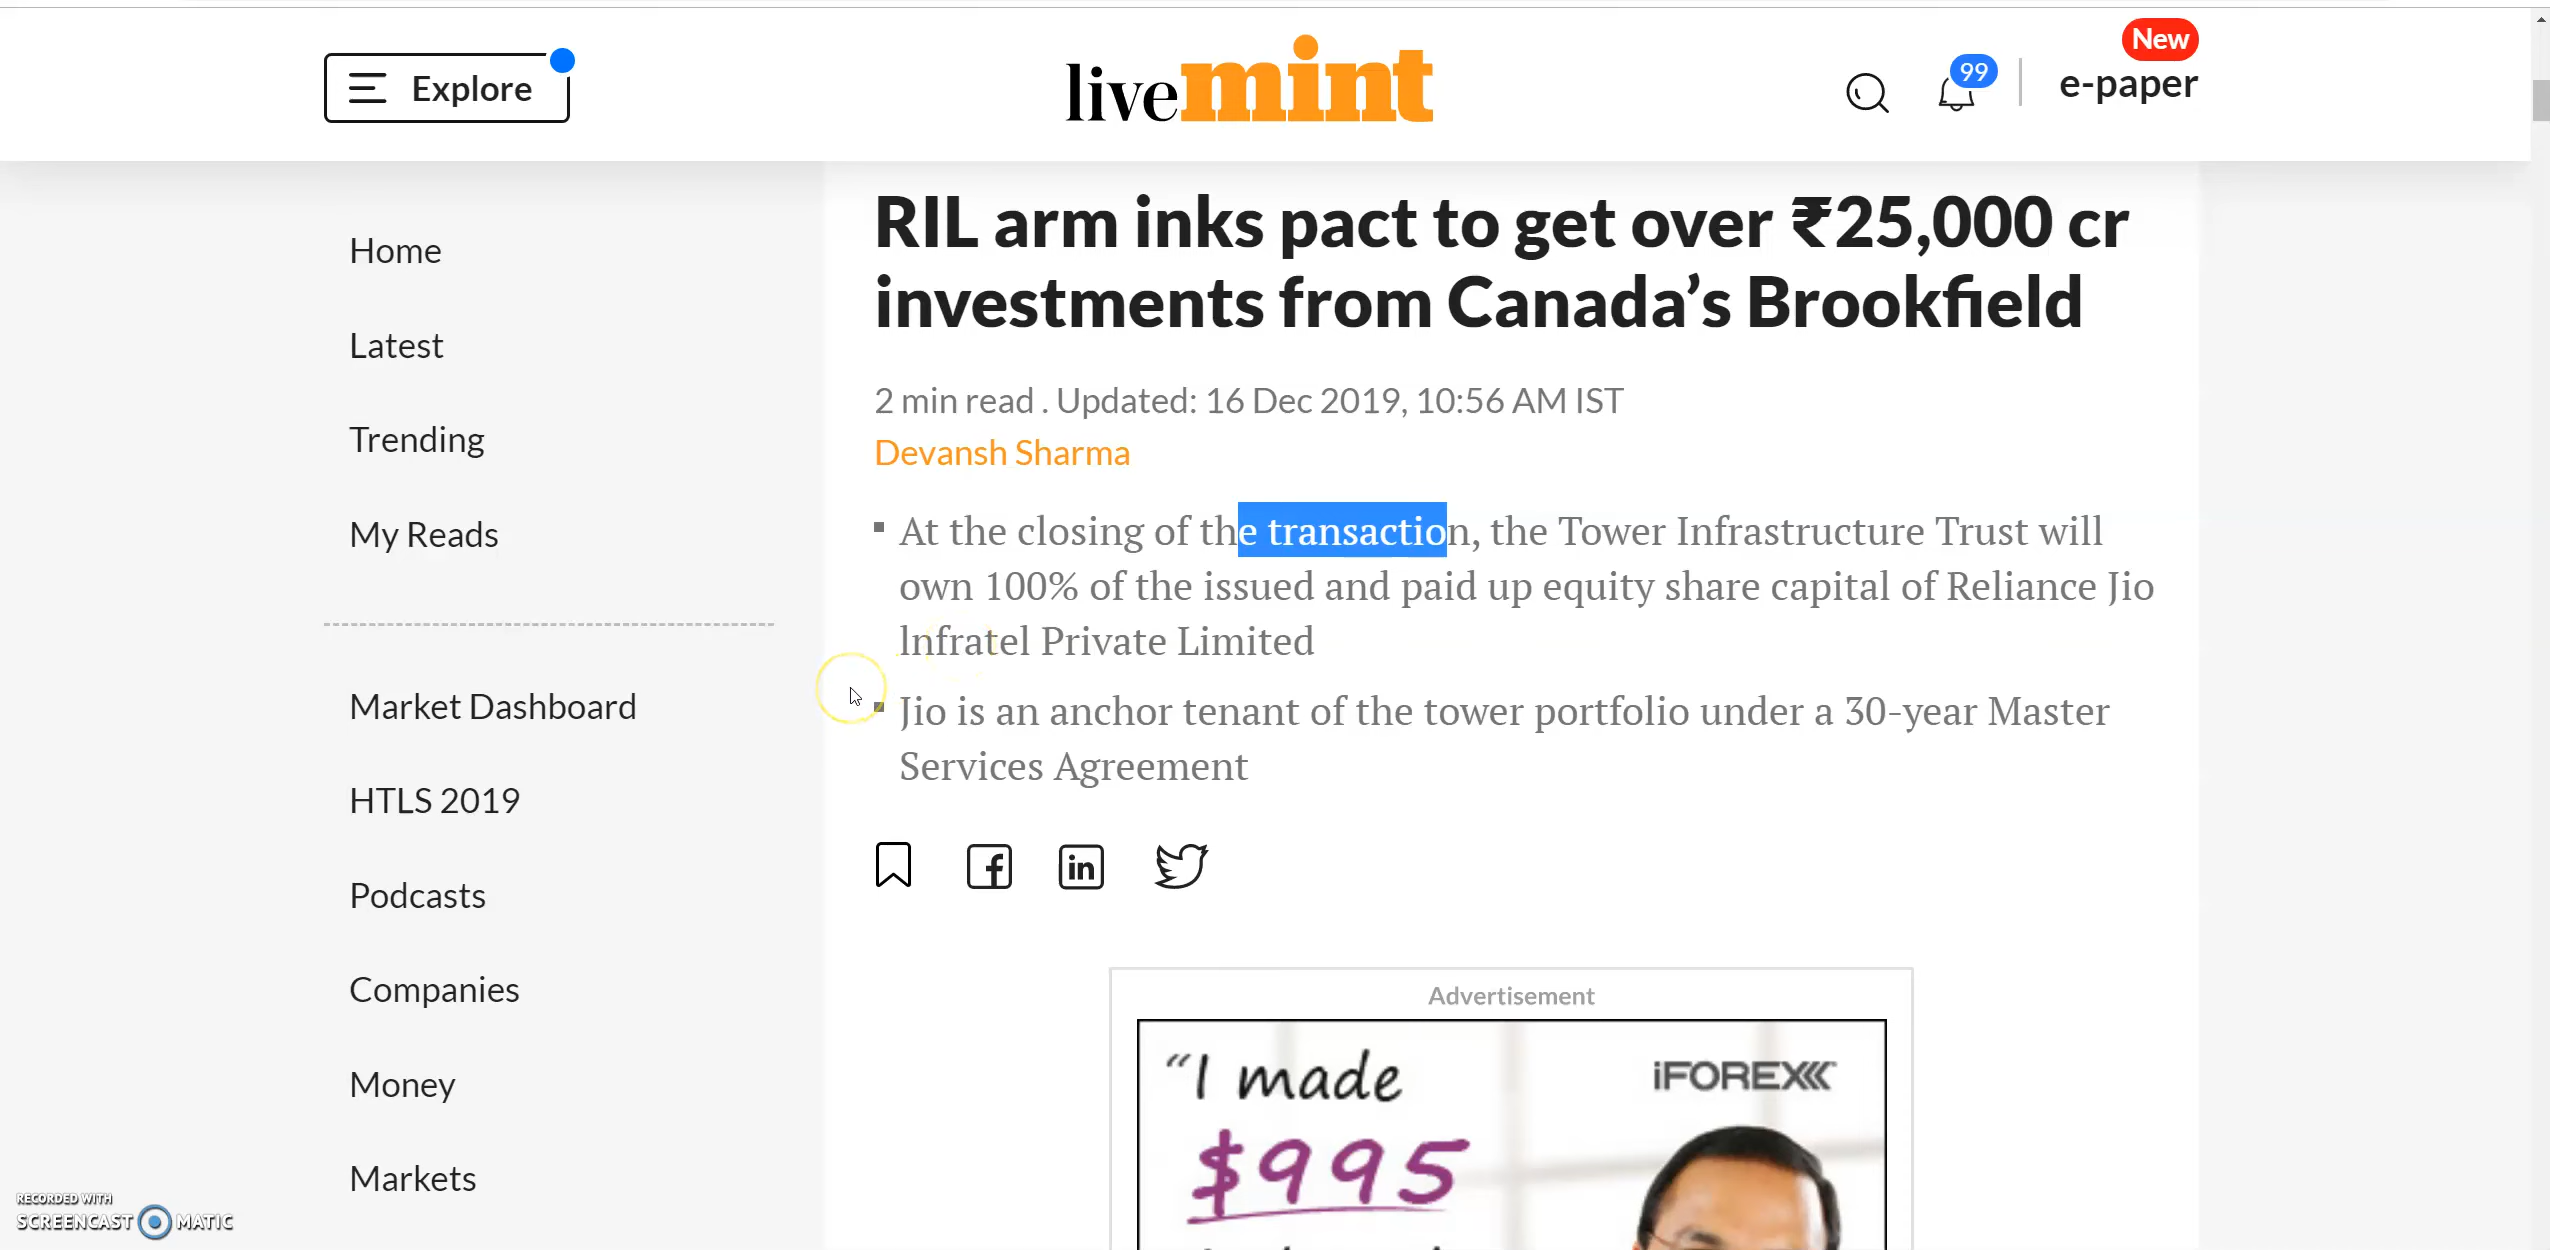 Explore
livemint
99
New
e-paper
Home
Latest
Trending
My Reads
Market Dashboard
HTLS 2019
Podcasts
Companies
Money
Markets
RIL arm inks pact to get over ₹25,000 cr
investments from Canada’s Brookfield
2 min read . Updated: 16 Dec 2019, 10:56 AM IST
Devansh Sharma
At the closing of the transaction, the Tower Infrastructure Trust will
own 100% of the issued and paid up equity share capital of Reliance Jio
lnfratel Private Limited
Jio is an anchor tenant of the tower portfolio under a 30-year Master
Services Agreement
Advertisement
“I made
$995
iFOREX
RECORDED WITH
SCREENCAST MATIC